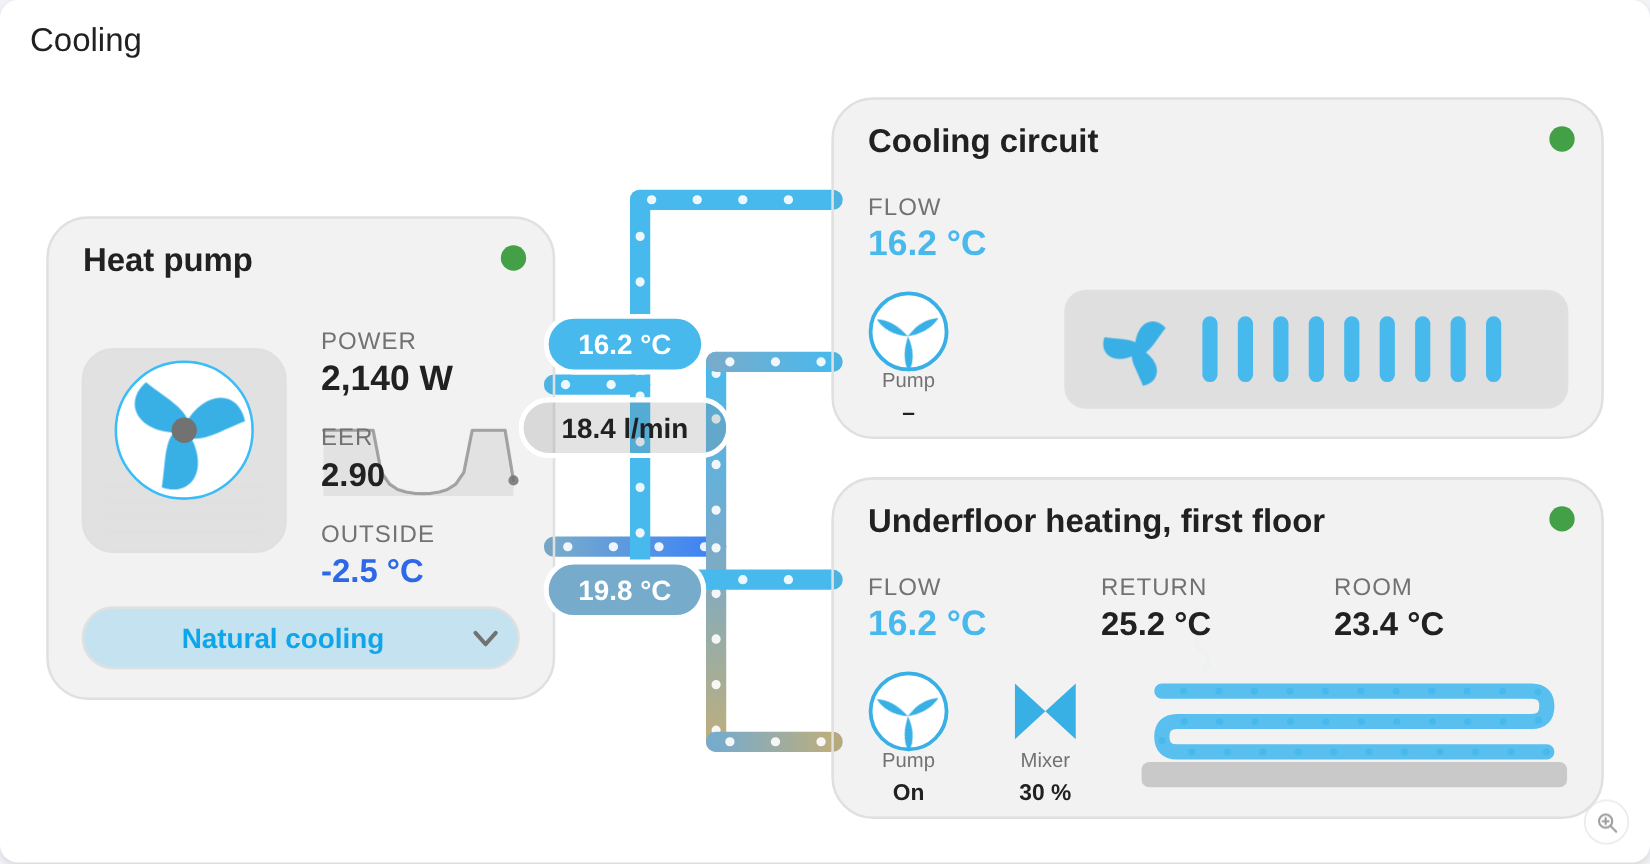 Cooling
Heat pump
POWER
2,140 W
EER
2.90
OUTSIDE
-2.5 °C
Natural cooling
16.2 °C
18.4 l/min
19.8 °C
Cooling circuit
FLOW
16.2 °C
Pump
–
Underfloor heating, first floor
FLOW RETURN ROOM
16.2 °C 25.2 °C 23.4 °C
Pump Mixer
On 30 %